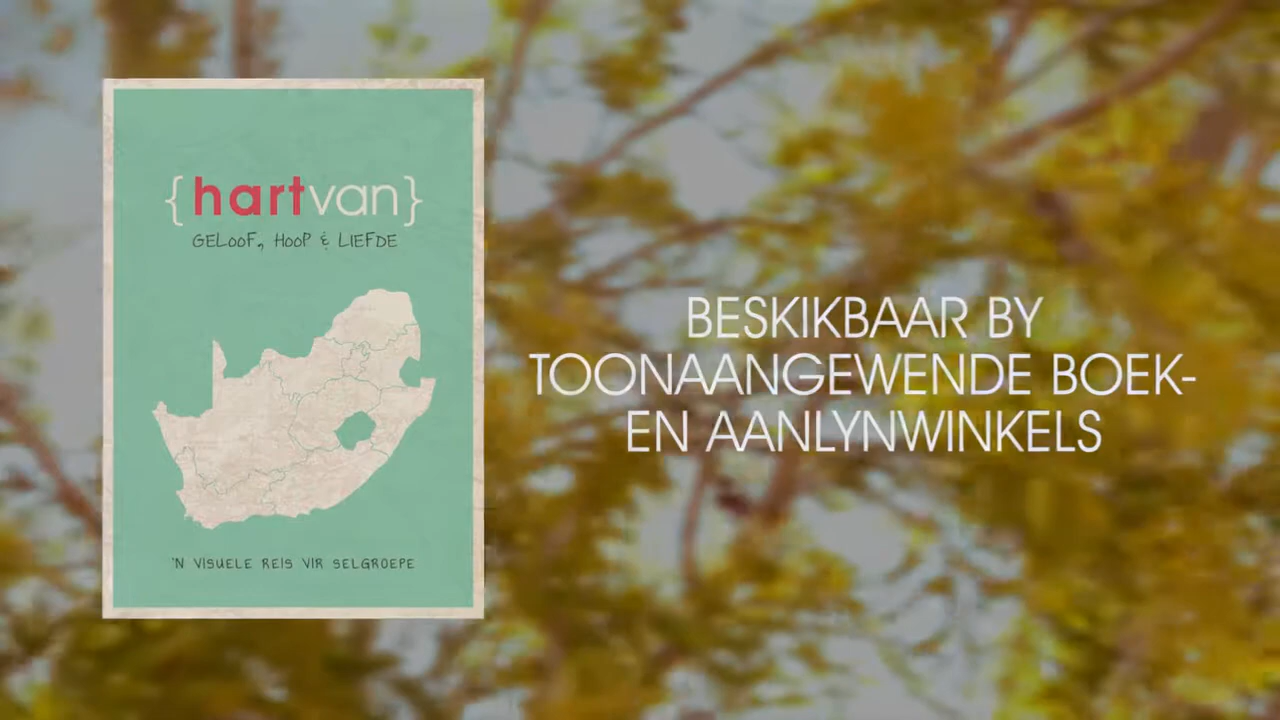 {hartvan}
GELOOF, HOOP & LIEFDE
'N VISUELE REIS VIR SELGROEPE
BESKIKBAAR BY
TOONAANGEWENDE BOEK-
EN AANLYNWINKELS